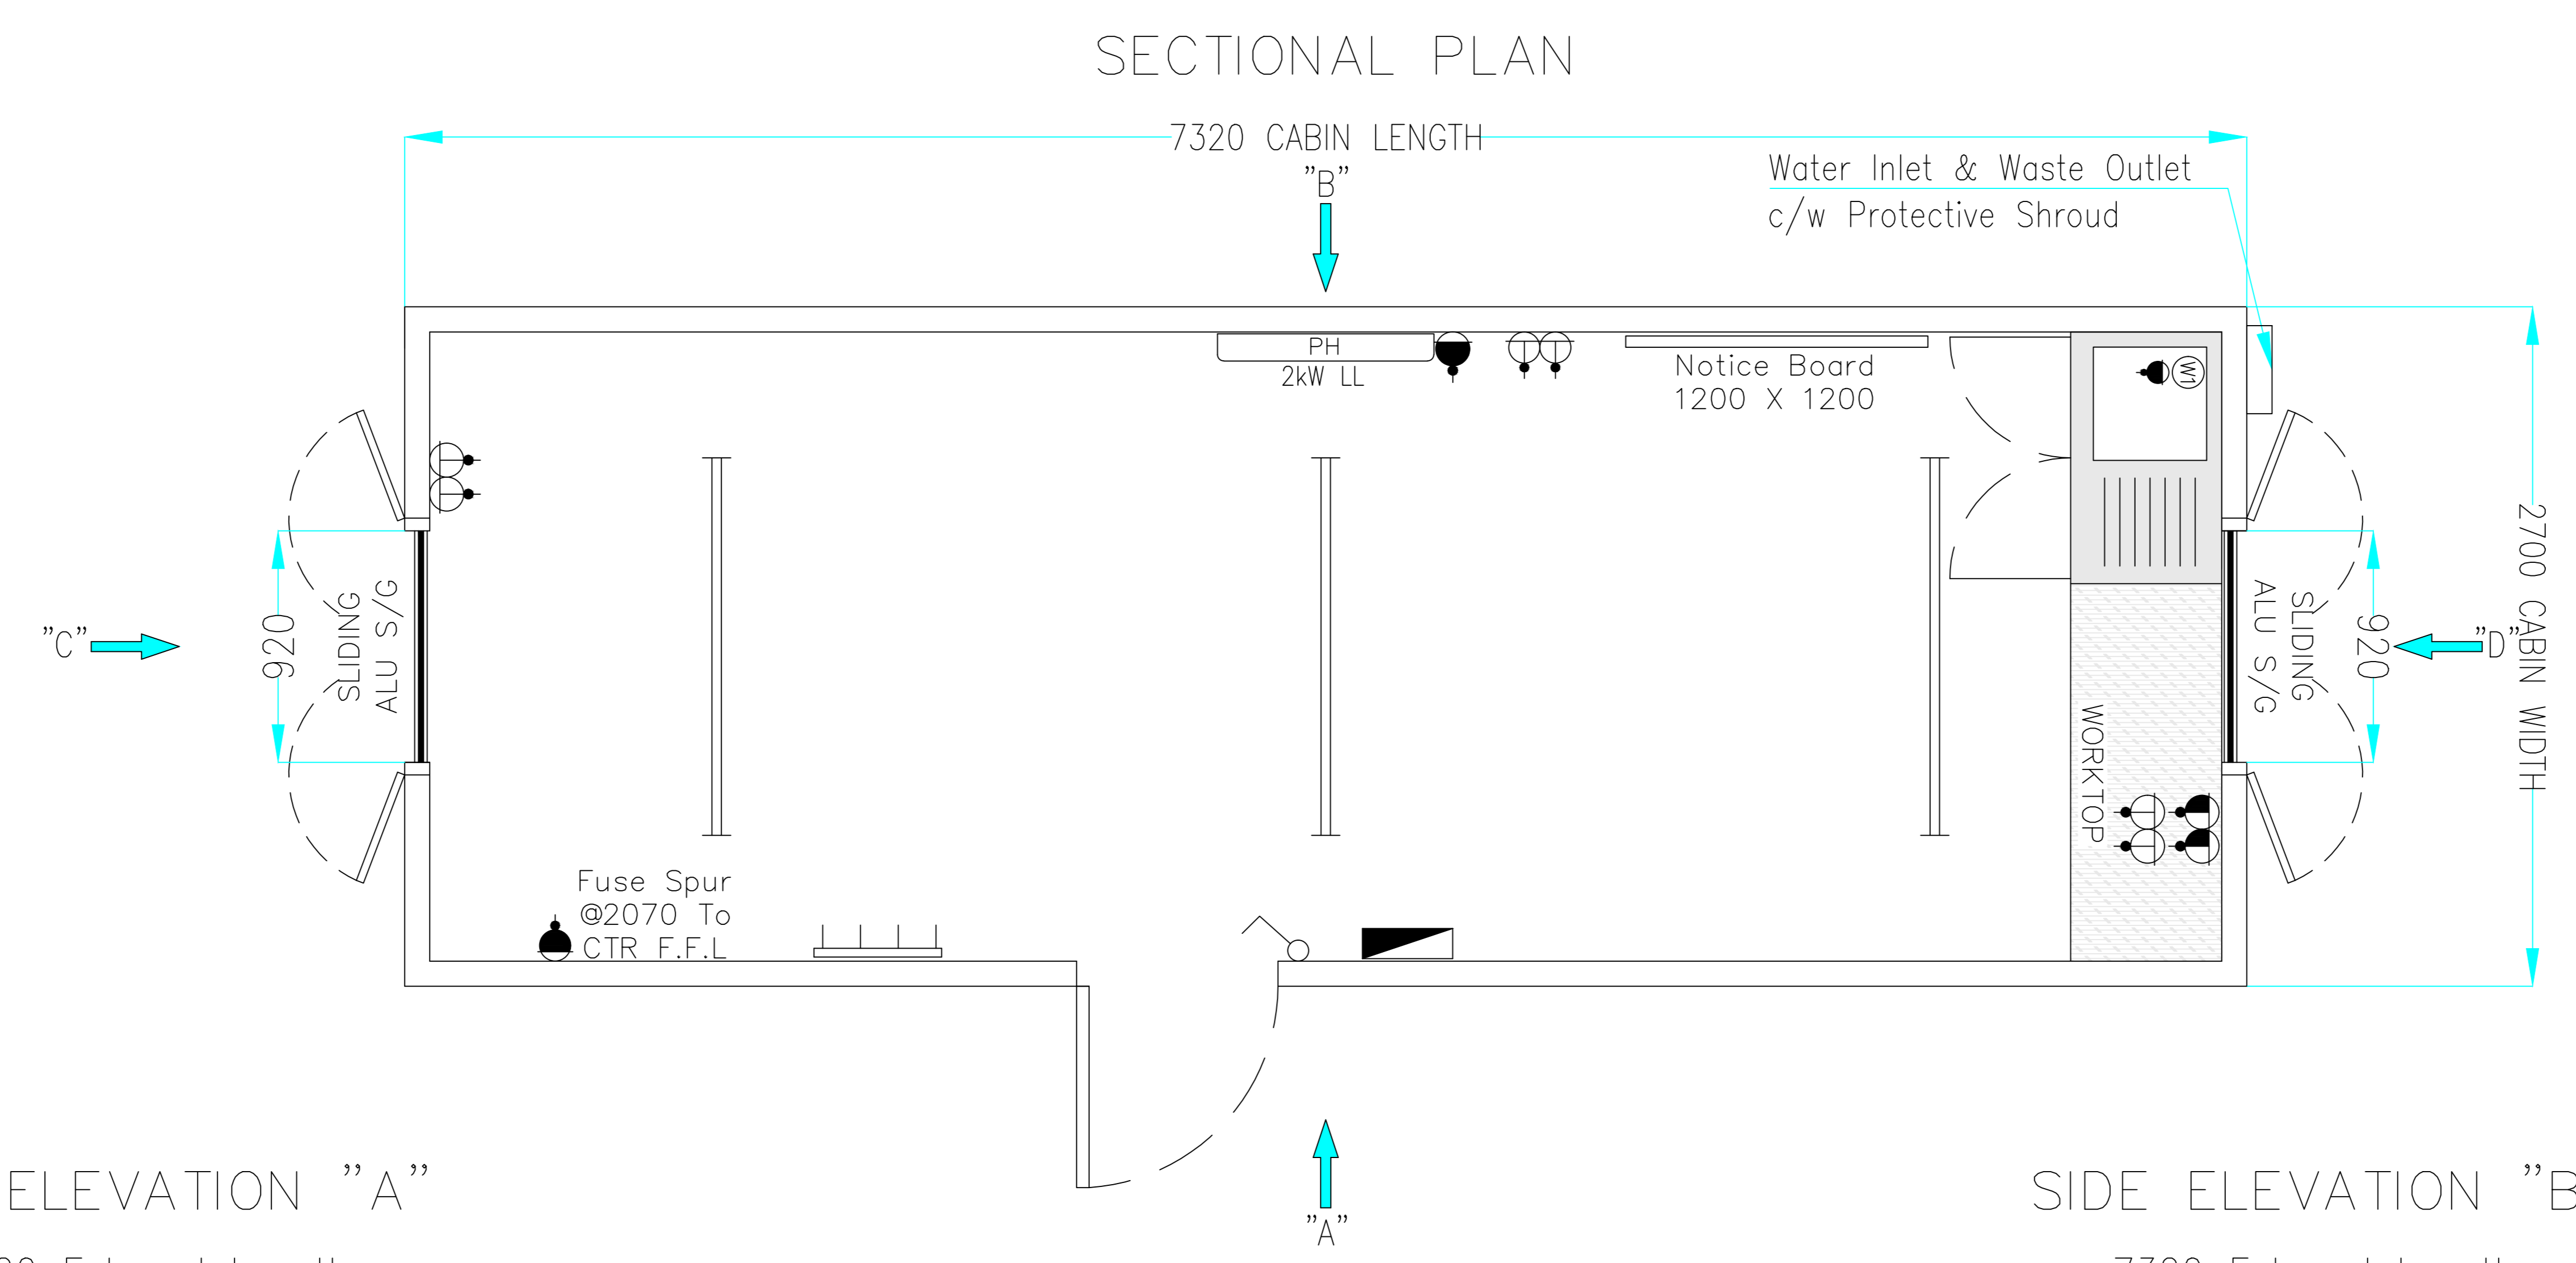 SECTIONAL PLAN
7320 CABIN LENGTH
"B"
Water Inlet & Waste Outlet
c/w Protective Shroud
PH
2kW LL
Notice Board
1200 X 1200
W1
"C"
920
SLIDING
ALU S/G
WORKTOP
ALU S/G
SLIDING
920
"D"
2700 CABIN WIDTH
Fuse Spur
@2070 To
CTR F.F.L
"A"
ELEVATION "A"
SIDE ELEVATION "B